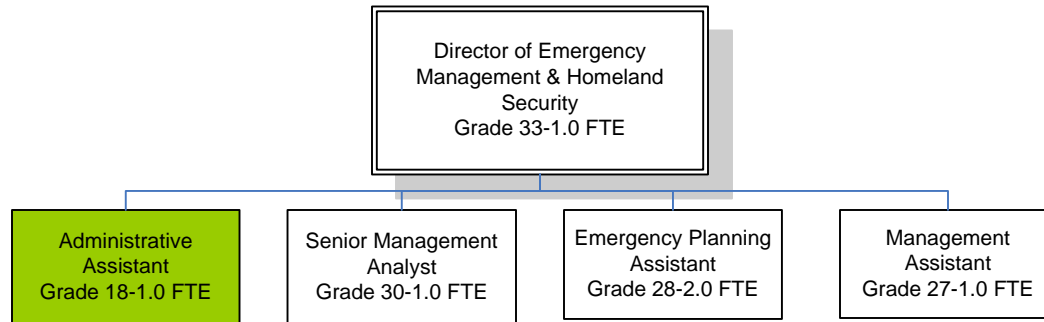 Director of Emergency
Management & Homeland
Security
Grade 33-1.0 FTE
Administrative
Assistant
Grade 18-1.0 FTE
Senior Management
Analyst
Grade 30-1.0 FTE
Emergency Planning
Assistant
Grade 28-2.0 FTE
Management
Assistant
Grade 27-1.0 FTE